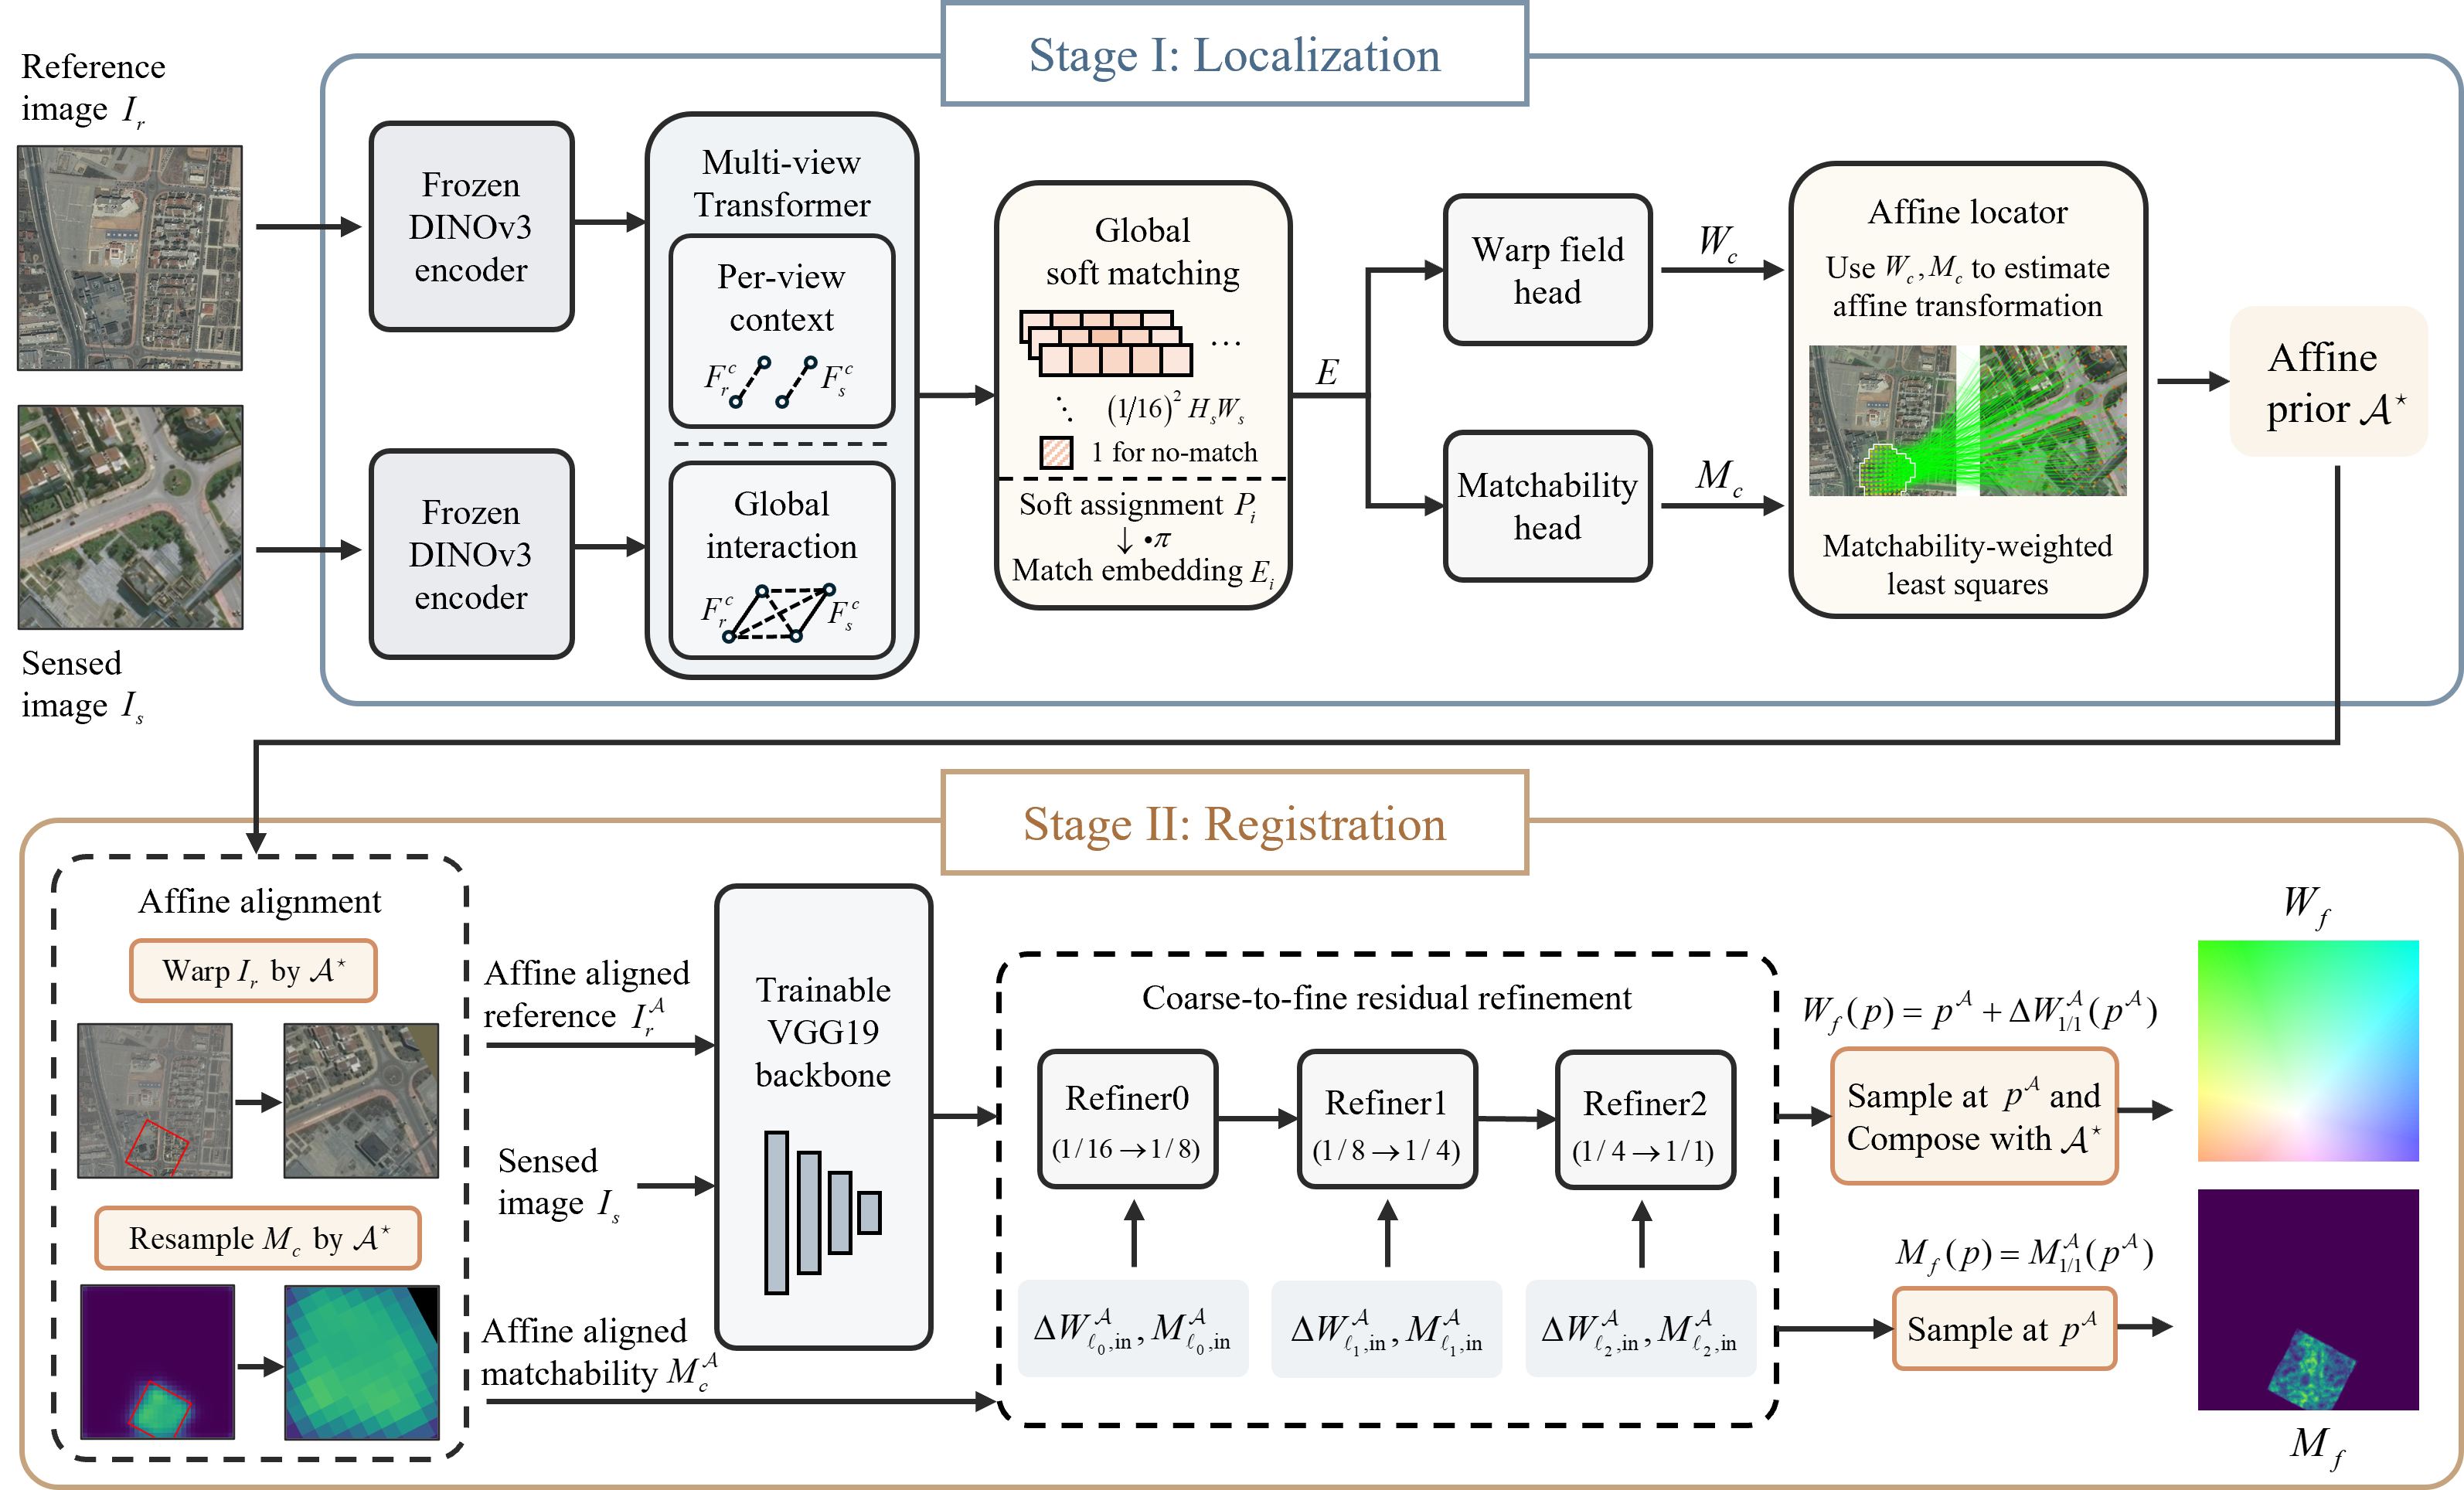 Stage I: Localization
Reference
image I_r
Sensed
image I_s
Frozen
DINOv3
encoder
Frozen
DINOv3
encoder
Multi-view
Transformer
Per-view
context
F_r^c F_s^c
Global
interaction
F_r^c F_s^c
Global
soft matching
…
⋱ (1/16)^2 H_s W_s
1 for no-match
Soft assignment P_i
↓ •π
Match embedding E_i
E
Warp field
head
Matchability
head
W_c
M_c
Affine locator
Use W_c, M_c to estimate
affine transformation
Matchability-weighted
least squares
Affine
prior 𝒜*
Stage II: Registration
Affine alignment
Warp I_r by 𝒜*
Resample M_c by 𝒜*
Affine aligned
reference I_r^𝒜
Sensed
image I_s
Affine aligned
matchability M_c^𝒜
Trainable
VGG19
backbone
Coarse-to-fine residual refinement
Refiner0
(1/16→1/8)
Refiner1
(1/8→1/4)
Refiner2
(1/4→1/1)
ΔW_{ℓ_0,in}^𝒜, M_{ℓ_0,in}^𝒜
ΔW_{ℓ_1,in}^𝒜, M_{ℓ_1,in}^𝒜
ΔW_{ℓ_2,in}^𝒜, M_{ℓ_2,in}^𝒜
W_f(p) = p^𝒜 + ΔW_{1/1}^𝒜(p^𝒜)
Sample at p^𝒜 and
Compose with 𝒜*
M_f(p) = M_{1/1}^𝒜(p^𝒜)
Sample at p^𝒜
W_f
M_f